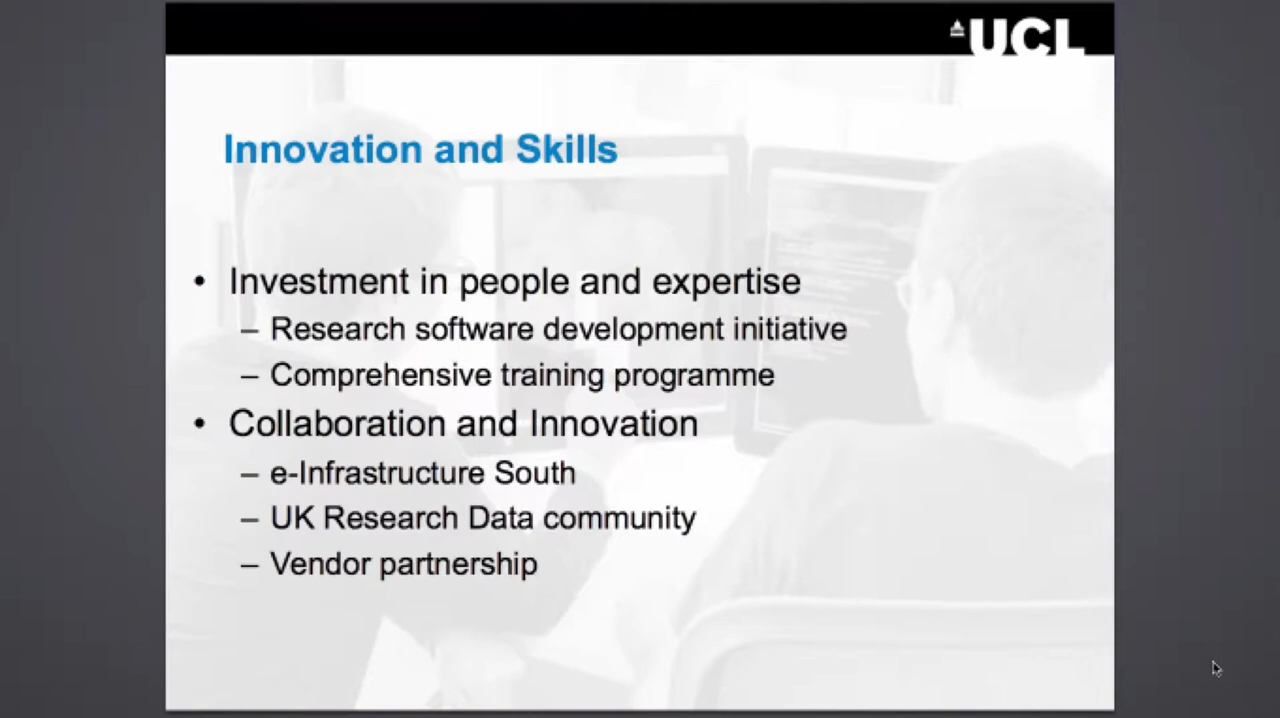 UCL
Innovation and Skills
• Investment in people and expertise
– Research software development initiative
– Comprehensive training programme
• Collaboration and Innovation
– e-Infrastructure South
– UK Research Data community
– Vendor partnership